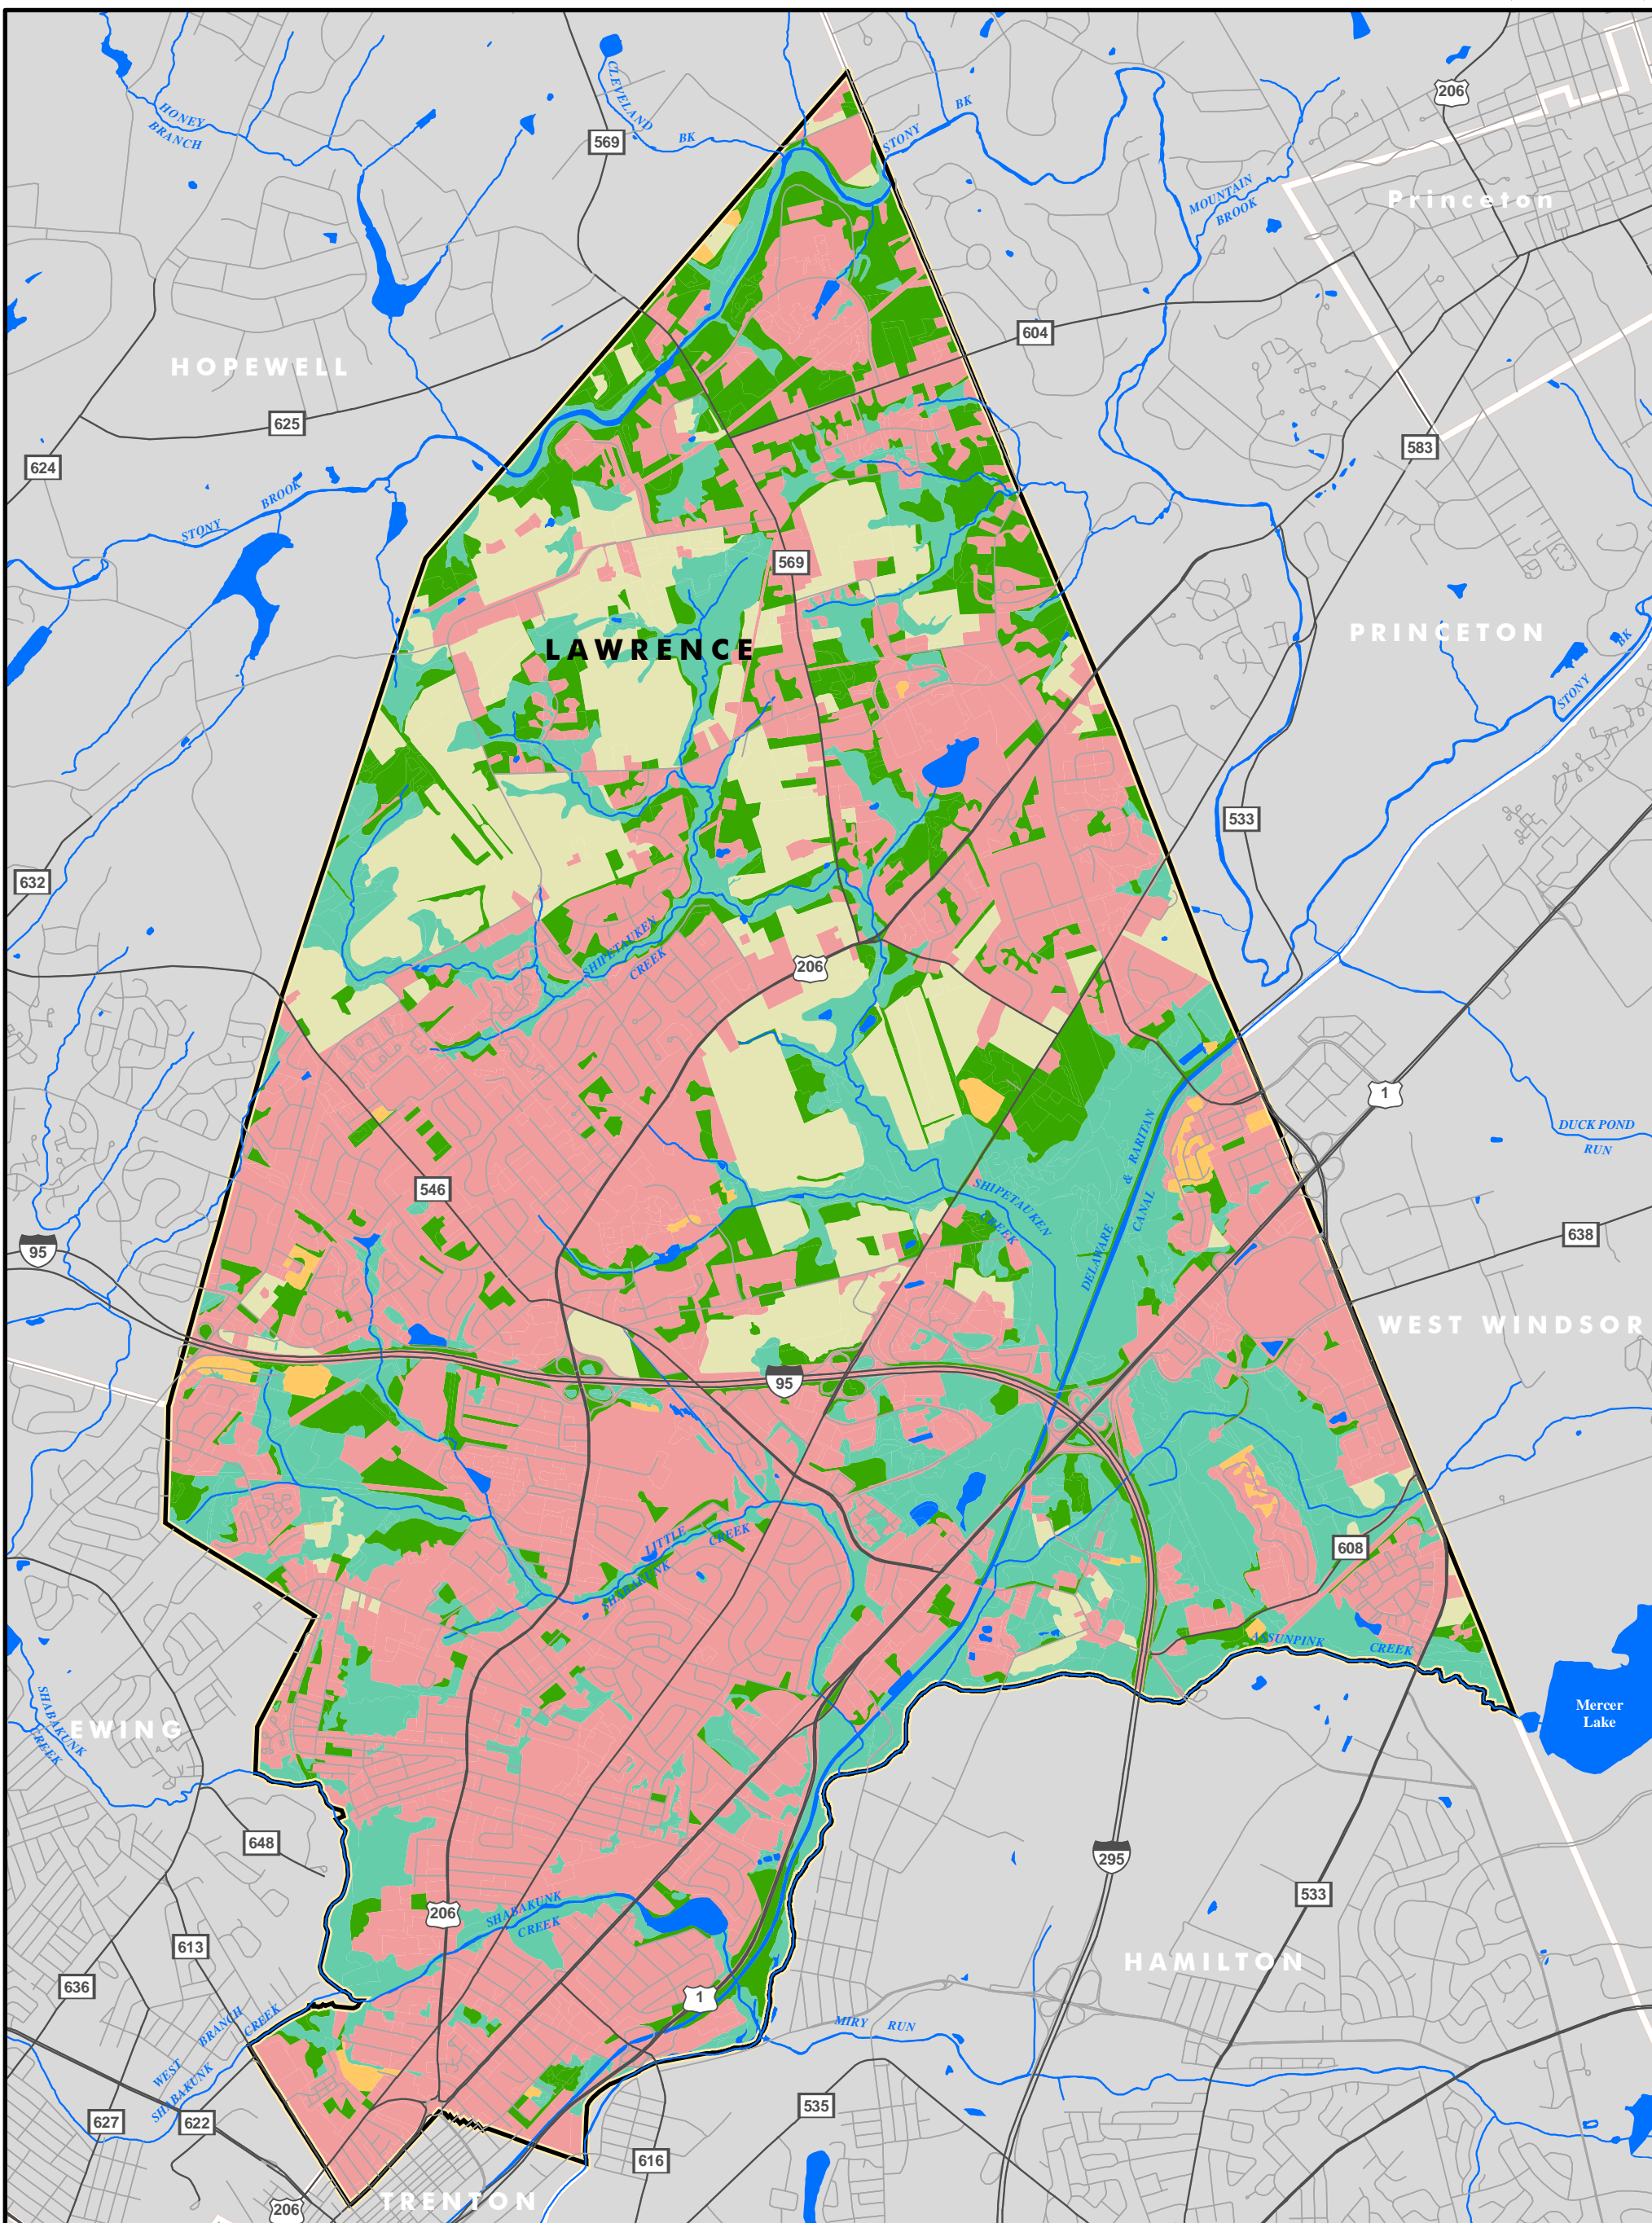 206
CLEVELAND
BK
HONEY
BRANCH
569
BK
STONY
MOUNTAIN
BROOK
Princeton
604
HOPEWELL
625
624
583
STONY
BROOK
569
LAWRENCE
PRINCETON
STONY
BK
533
632
SHIPETAUKEN
CREEK
206
1
DELAWARE
&
RARITAN
CANAL
DUCK POND
RUN
546
SHIPETAUKEN
CREEK
95
638
WEST WINDSOR
95
LITTLE
SHABAKUNK
CREEK
608
ASSUNPINK
CREEK
Mercer
Lake
SHABAKUNK
CREEK
EWING
648
295
533
206
SHABAKUNK
CREEK
613
HAMILTON
636
1
WEST
BRANCH
SHABAKUNK
CREEK
MIRY
RUN
627
622
535
616
TRENTON
206